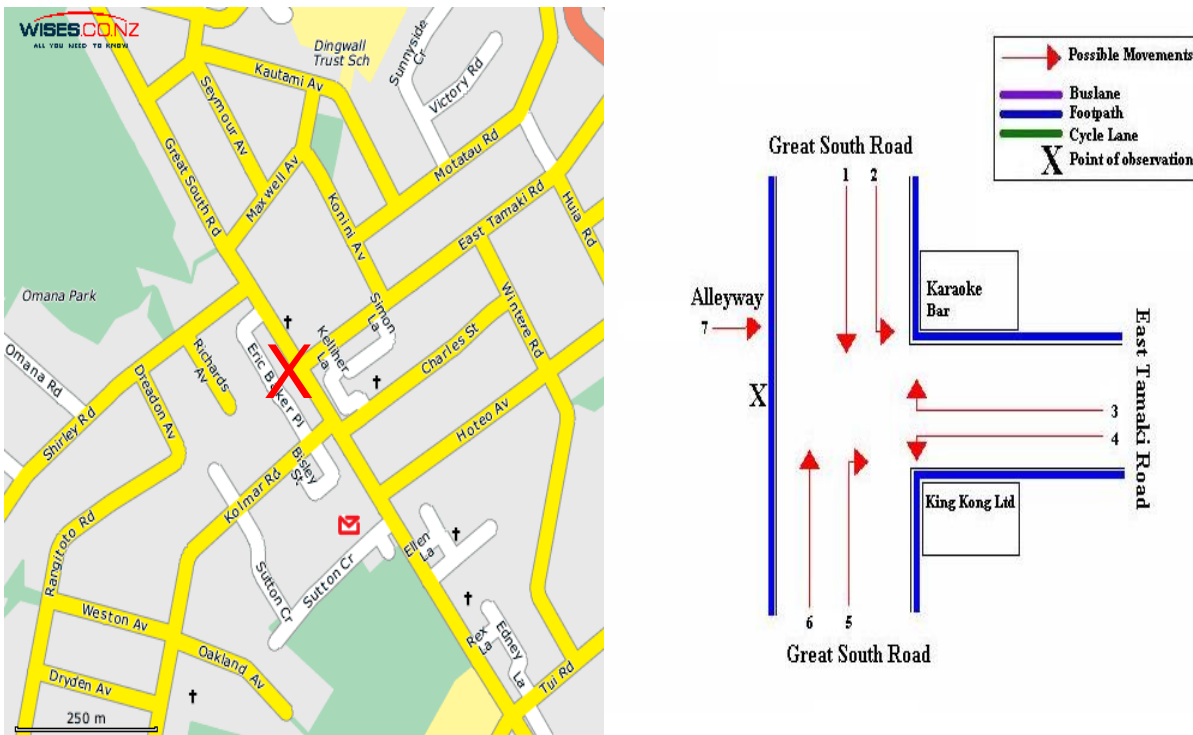 WISES.CO.NZ
ALL YOU NEED TO KNOW
Dingwall
Trust Sch
Sunnyside
Cr
Victory Rd
Kautami Av
Seymour Av
Great South Rd
Maxwell Av
Konini Av
Motatau Rd
East Tamaki Rd
Huia Rd
Omana Park
Omana Rd
Simon
La
Kelliher
La
Charles St
Wintere Rd
Richards
Av
Eric Baker Pl
Dreadon Av
Shirley Rd
Hoteo Av
Bisley
St
Kolmar Rd
Rangitoto Rd
Sutton Cr
Sutton Cr
Ellen
La
Weston Av
Oakland Av
Rex
La
Edney
La
Tui Rd
Dryden Av
250 m
X
Possible Movements
Buslane
Footpath
Cycle Lane
X Point of observation
Great South Road
1 2
Alleyway
7
Karaoke
Bar
East Tamaki Road
X
3
4
King Kong Ltd
6 5
Great South Road